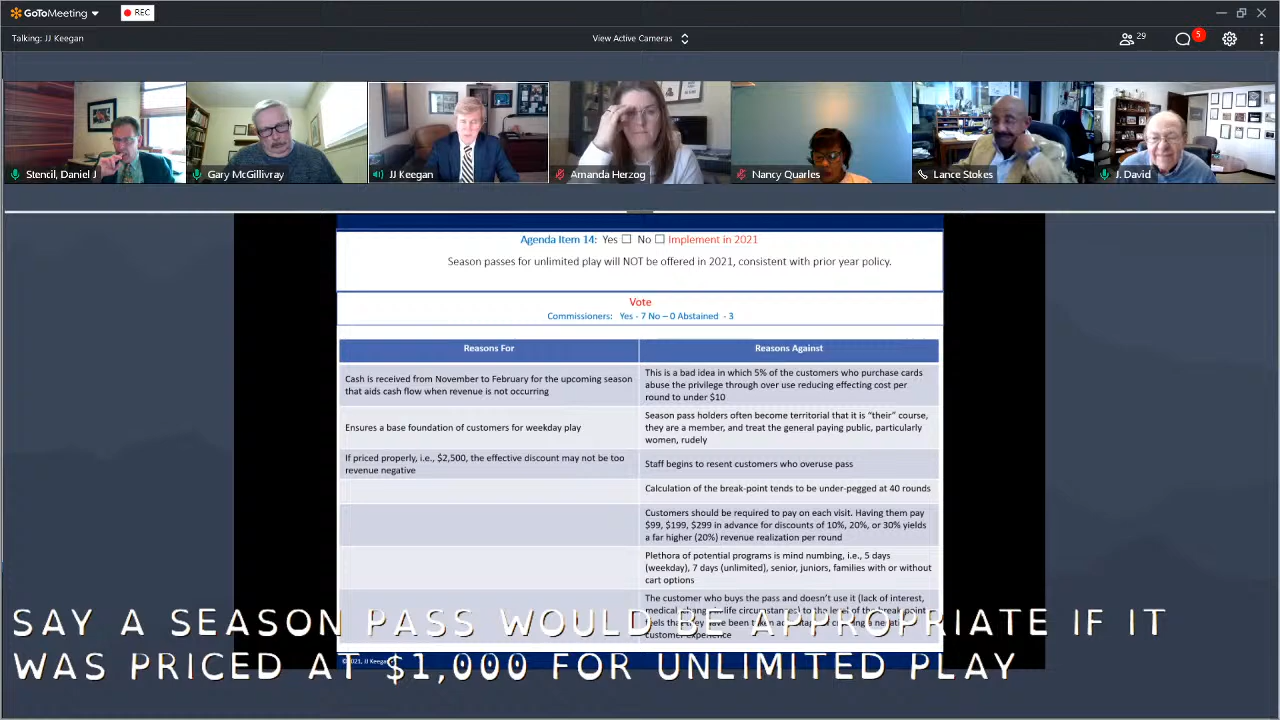 GoToMeeting
REC
Talking: JJ Keegan
View Active Cameras
29
5
Stencil, Daniel J
Gary McGillivray
JJ Keegan
Amanda Herzog
Nancy Quarles
Lance Stokes
J. David
Agenda Item 14: Yes ☐ No ☐ Implement in 2021
Season passes for unlimited play will NOT be offered in 2021, consistent with prior year policy.
Vote
Commissioners: Yes - 7 No – 0 Abstained - 3
Reasons For
Reasons Against
Cash is received from November to February for the upcoming season
that aids cash flow when revenue is not occurring
This is a bad idea in which 5% of the customers who purchase cards
abuse the privilege through over use reducing effecting cost per
round to under $10
Ensures a base foundation of customers for weekday play
Season pass holders often become territorial that it is “their” course,
they are a member, and treat the general paying public, particularly
women, rudely
If priced properly, i.e., $2,500, the effective discount may not be too
revenue negative
Staff begins to resent customers who overuse pass
Calculation of the break-point tends to be under-pegged at 40 rounds
Customers should be required to pay on each visit. Having them pay
$99, $199, $299 in advance for discounts of 10%, 20%, or 30% yields
a far higher (20%) revenue realization per round
Plethora of potential programs is mind numbing, i.e., 5 days
(weekday), 7 days (unlimited), senior, juniors, families with or without
cart options
The customer who buys the pass and doesn't use it (lack of interest,
customer experience
©2021, JJ Keegan
SAY A SEASON PASS WOULD BE APPROPRIATE IF IT
WAS PRICED AT $1,000 FOR UNLIMITED PLAY